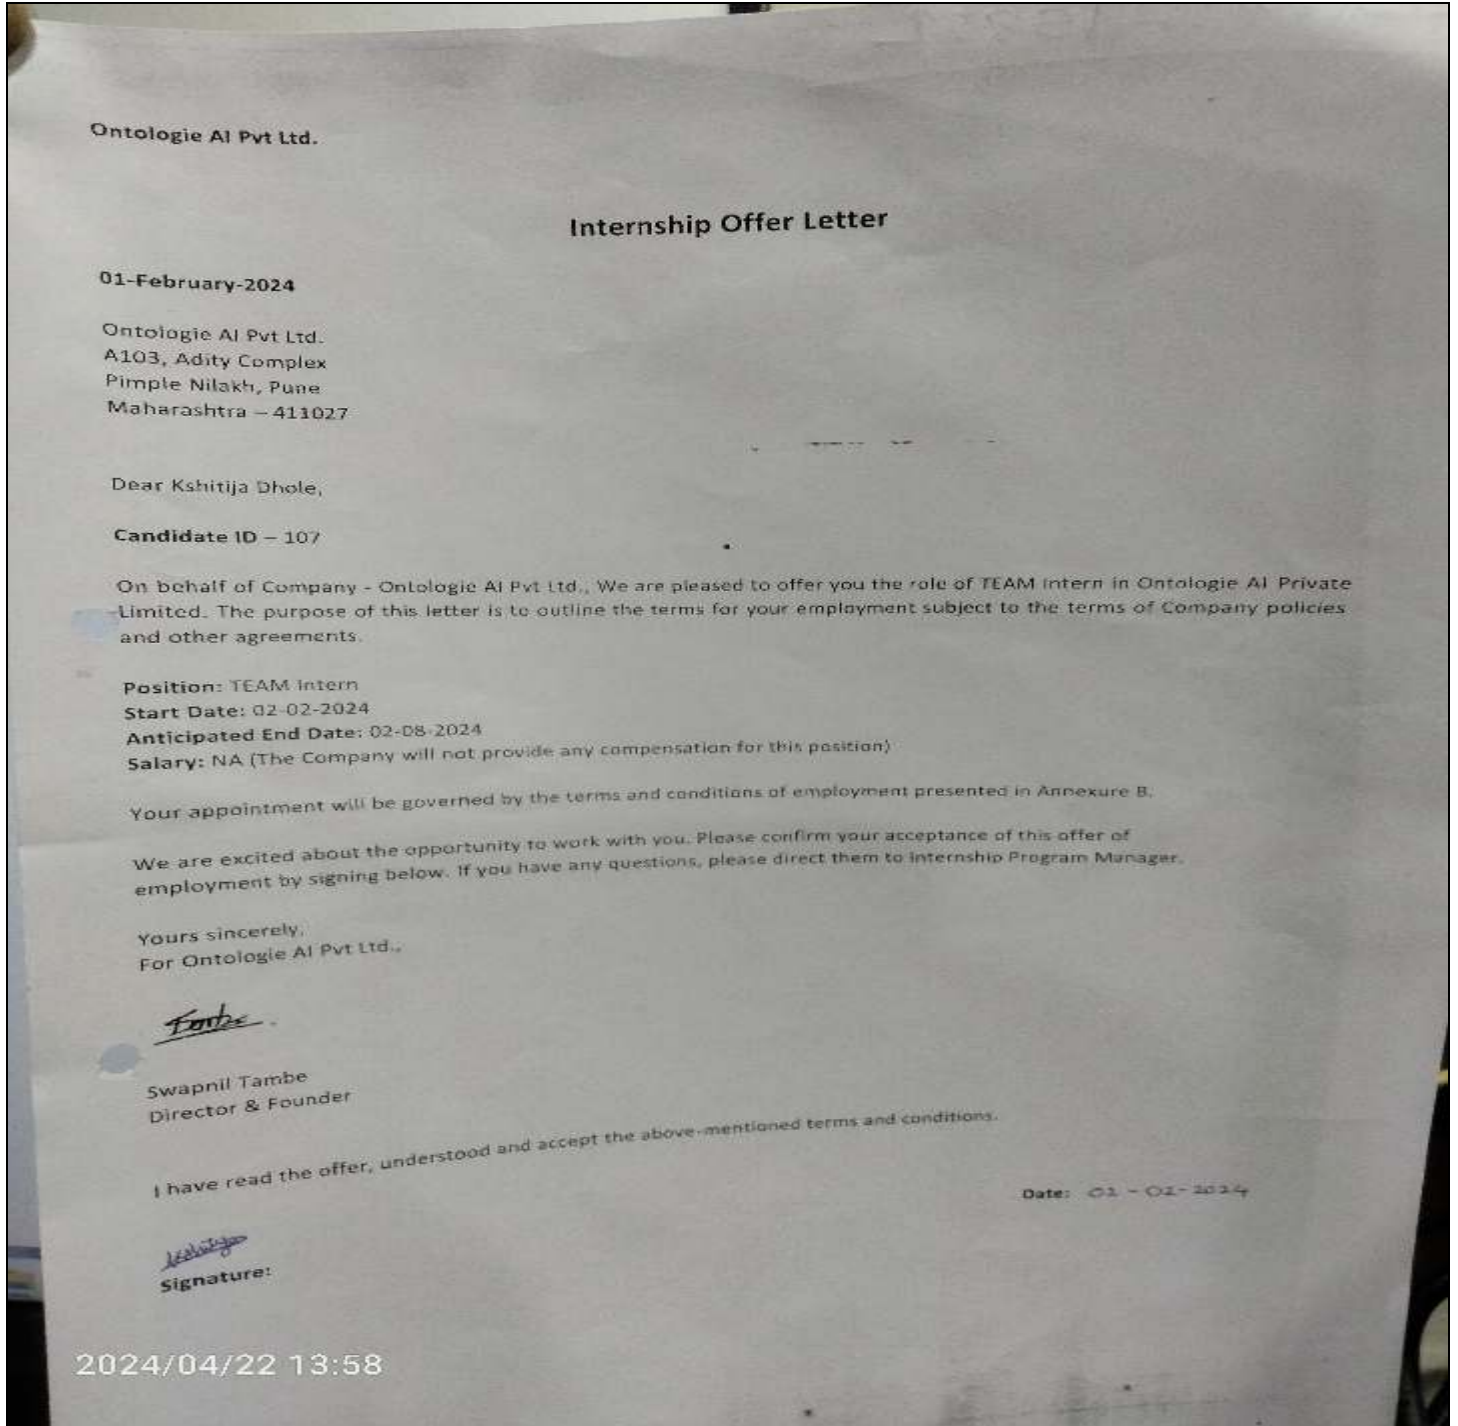 Ontologie AI Pvt Ltd.
Internship Offer Letter
01-February-2024
Ontologie AI Pvt Ltd.
A103, Adity Complex
Pimple Nilakh, Pune
Maharashtra – 411027
Dear Kshitija Dhole,
Candidate ID – 107
On behalf of Company - Ontologie AI Pvt Ltd., We are pleased to offer you the role of TEAM Intern in Ontologie AI Private
Limited. The purpose of this letter is to outline the terms for your employment subject to the terms of Company policies
and other agreements.
Position: TEAM Intern
Start Date: 02-02-2024
Anticipated End Date: 02-08-2024
Salary: NA (The Company will not provide any compensation for this position)
Your appointment will be governed by the terms and conditions of employment presented in Annexure B.
We are excited about the opportunity to work with you. Please confirm your acceptance of this offer of
employment by signing below. If you have any questions, please direct them to Internship Program Manager.
Yours sincerely,
For Ontologie AI Pvt Ltd.,
Swapnil Tambe
Director & Founder
I have read the offer, understood and accept the above-mentioned terms and conditions.
Date:
Signature:
2024/04/22 13:58